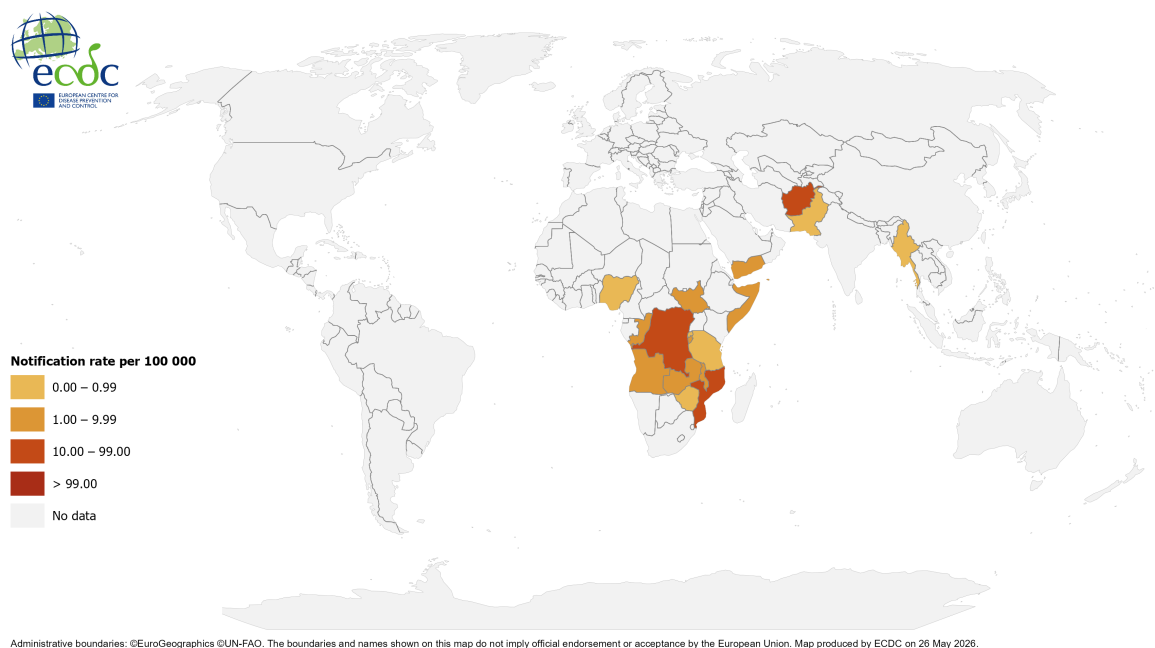 ecdc
EUROPEAN CENTRE FOR
DISEASE PREVENTION
AND CONTROL
Notification rate per 100 000
0.00 – 0.99
1.00 – 9.99
10.00 – 99.00
> 99.00
No data
Administrative boundaries: ©EuroGeographics ©UN-FAO. The boundaries and names shown on this map do not imply official endorsement or acceptance by the European Union. Map produced by ECDC on 26 May 2026.